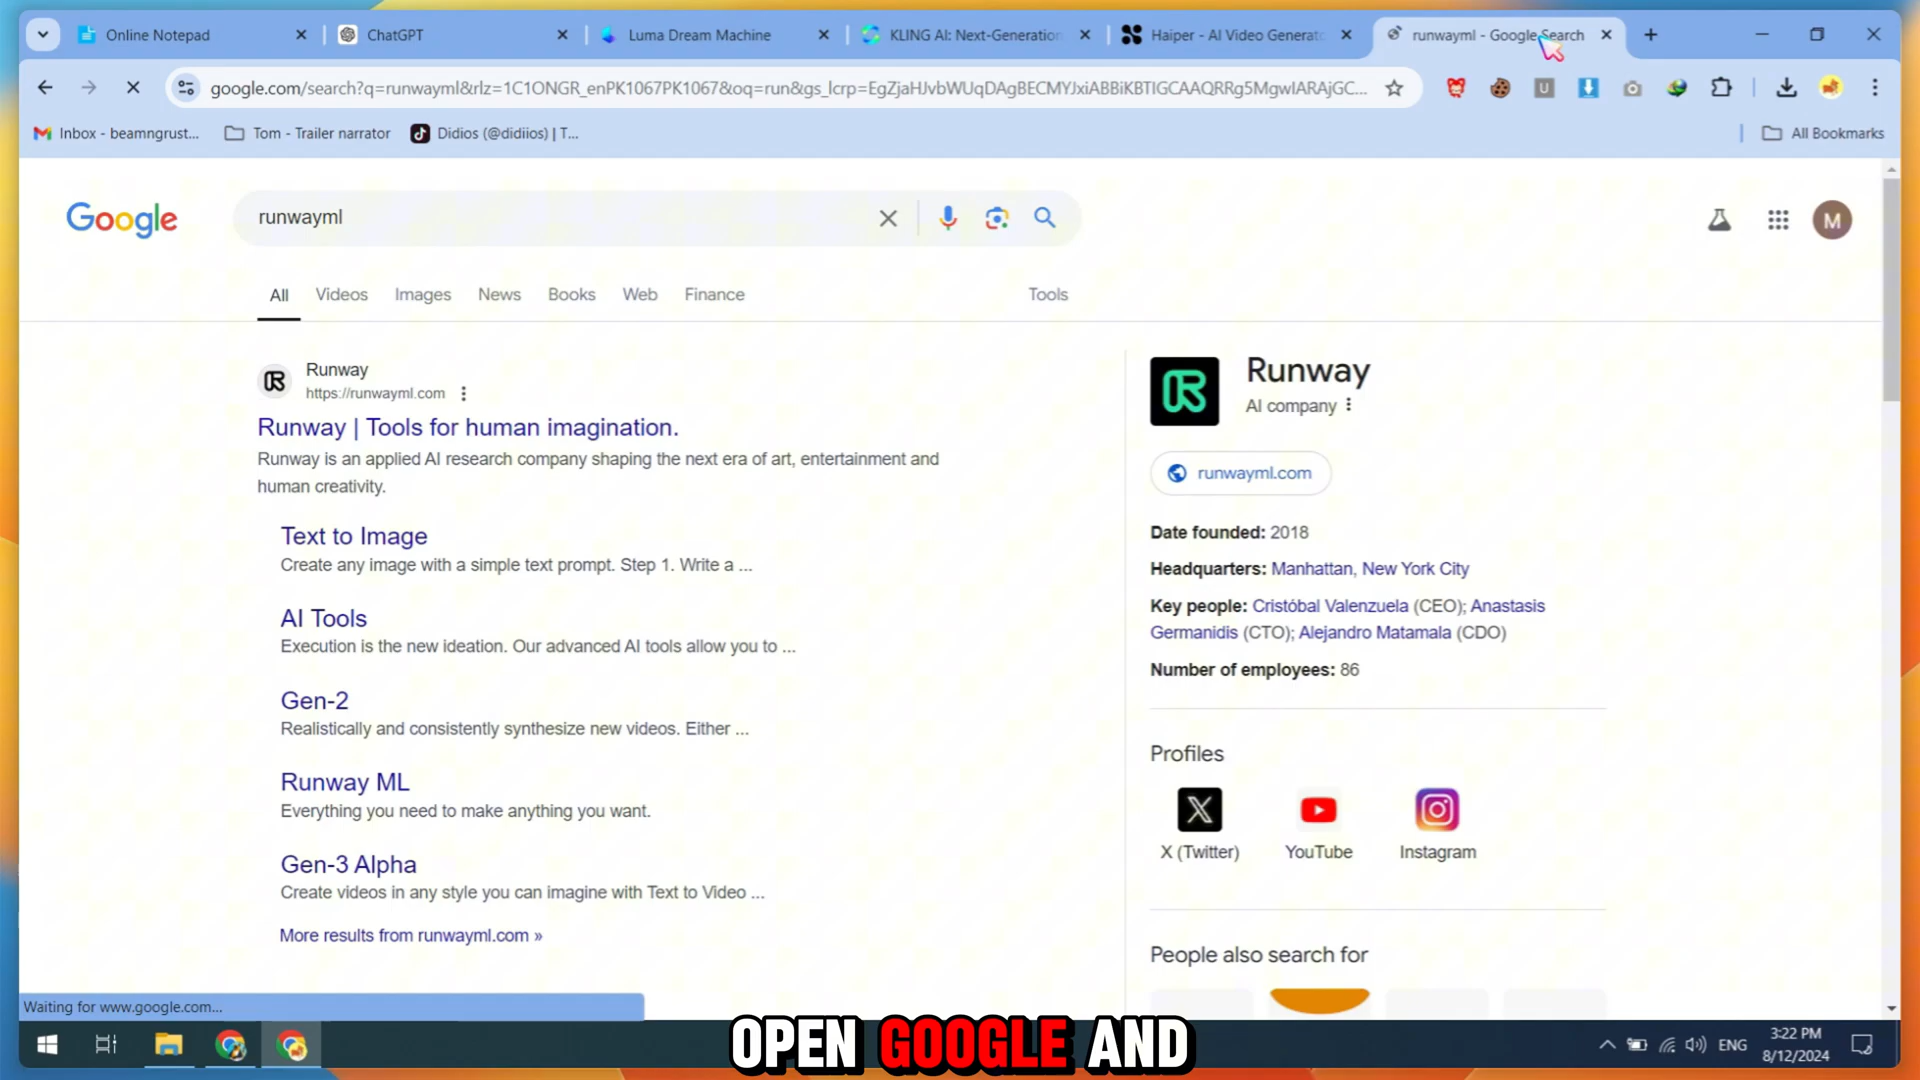 Online Notepad
ChatGPT
Luma Dream Machine
KLING AI: Next-Generation
Haiper - AI Video Generato
runwayml - Google Search
google.com/search?q=runwayml&rlz=1C1ONGR_enPK1067PK1067&oq=run&gs_lcrp=EgZjaHJvbWUqDAgBECMYJxiABBiKBTIGCAAQRRg5MgwIARAjGC...
Inbox - beamngrust...
Tom - Trailer narrator
Didios (@didiios) | T...
All Bookmarks
Google
runwayml
M
All
Videos
Images
News
Books
Web
Finance
Tools
Runway
https://runwayml.com
Runway | Tools for human imagination.
Runway is an applied AI research company shaping the next era of art, entertainment and
human creativity.
Text to Image
Create any image with a simple text prompt. Step 1. Write a ...
AI Tools
Execution is the new ideation. Our advanced AI tools allow you to ...
Gen-2
Realistically and consistently synthesize new videos. Either ...
Runway ML
Everything you need to make anything you want.
Gen-3 Alpha
Create videos in any style you can imagine with Text to Video ...
More results from runwayml.com »
Runway
AI company
runwayml.com
Date founded: 2018
Headquarters: Manhattan, New York City
Key people: Cristóbal Valenzuela (CEO); Anastasis
Germanidis (CTO); Alejandro Matamala (CDO)
Number of employees: 86
Profiles
X (Twitter)
YouTube
Instagram
People also search for
Waiting for www.google.com...
OPEN GOOGLE AND
ENG
3:22 PM
8/12/2024